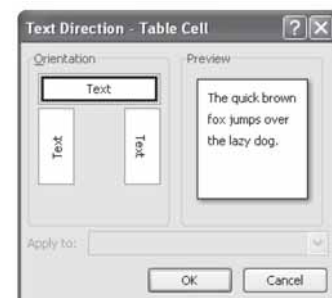 Text Direction - Table Cell
Orientation
Preview
Text
Text
Text
The quick brown
fox jumps over
the lazy dog.
Apply to:
OK
Cancel